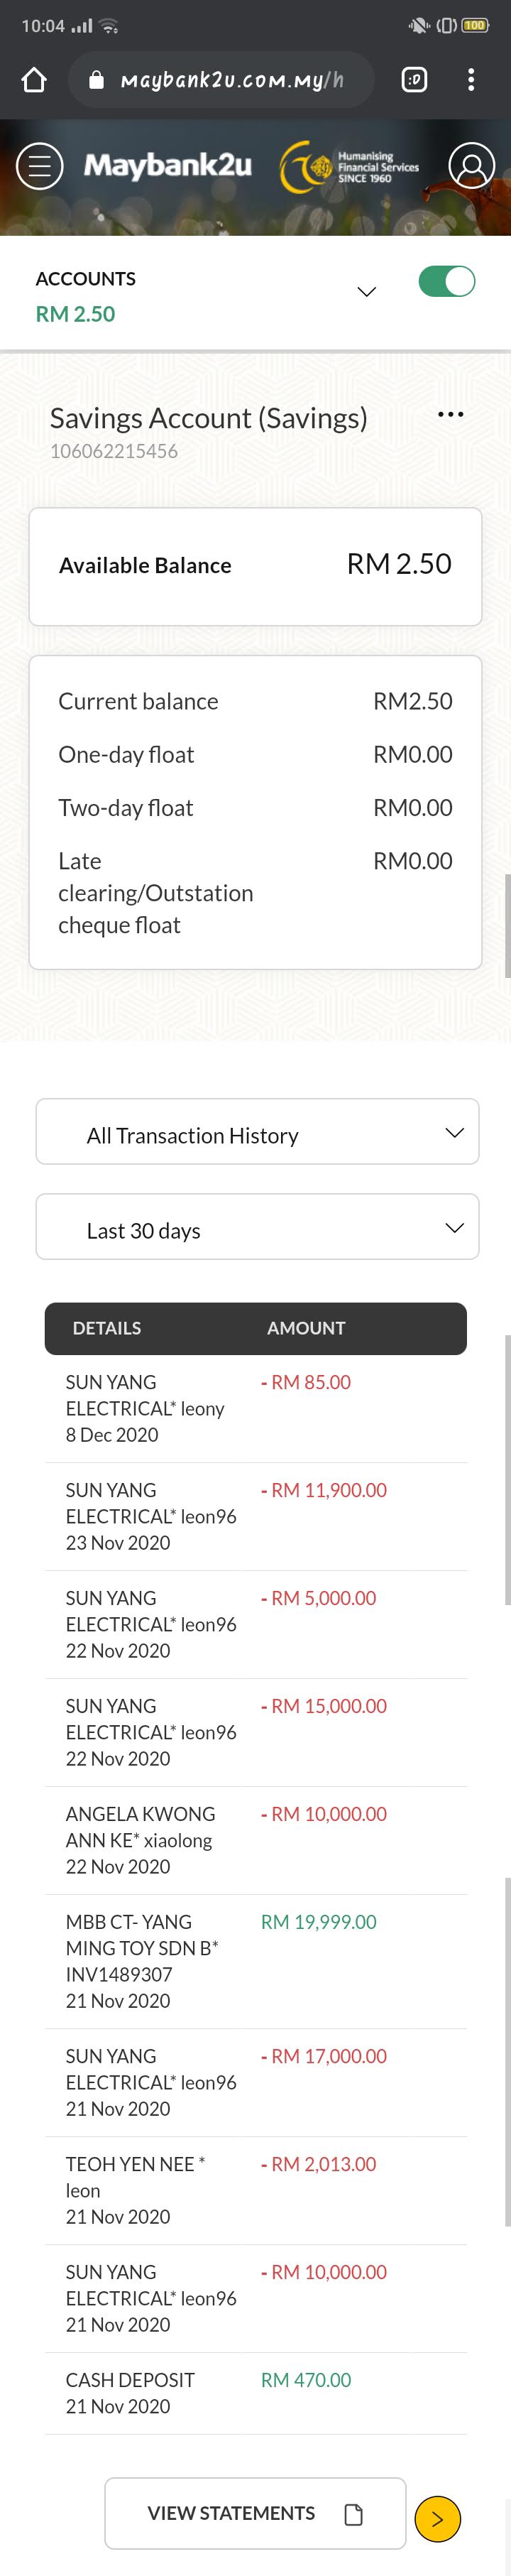 10:04
100
maybank2u.com.my/h
:D
Maybank2u
Humanising
Financial Services
SINCE 1960
ACCOUNTS
RM 2.50
Savings Account (Savings)
106062215456
Available Balance RM 2.50
Current balance RM2.50
One-day float RM0.00
Two-day float RM0.00
Late RM0.00
clearing/Outstation
cheque float
All Transaction History
Last 30 days
DETAILS AMOUNT
SUN YANG - RM 85.00
ELECTRICAL* leony
8 Dec 2020
SUN YANG - RM 11,900.00
ELECTRICAL* leon96
23 Nov 2020
SUN YANG - RM 5,000.00
ELECTRICAL* leon96
22 Nov 2020
SUN YANG - RM 15,000.00
ELECTRICAL* leon96
22 Nov 2020
ANGELA KWONG - RM 10,000.00
ANN KE* xiaolong
22 Nov 2020
MBB CT- YANG RM 19,999.00
MING TOY SDN B*
INV1489307
21 Nov 2020
SUN YANG - RM 17,000.00
ELECTRICAL* leon96
21 Nov 2020
TEOH YEN NEE * - RM 2,013.00
leon
21 Nov 2020
SUN YANG - RM 10,000.00
ELECTRICAL* leon96
21 Nov 2020
CASH DEPOSIT RM 470.00
21 Nov 2020
VIEW STATEMENTS